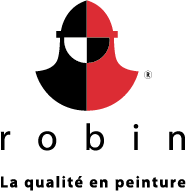 ®
robin
La qualité en peinture